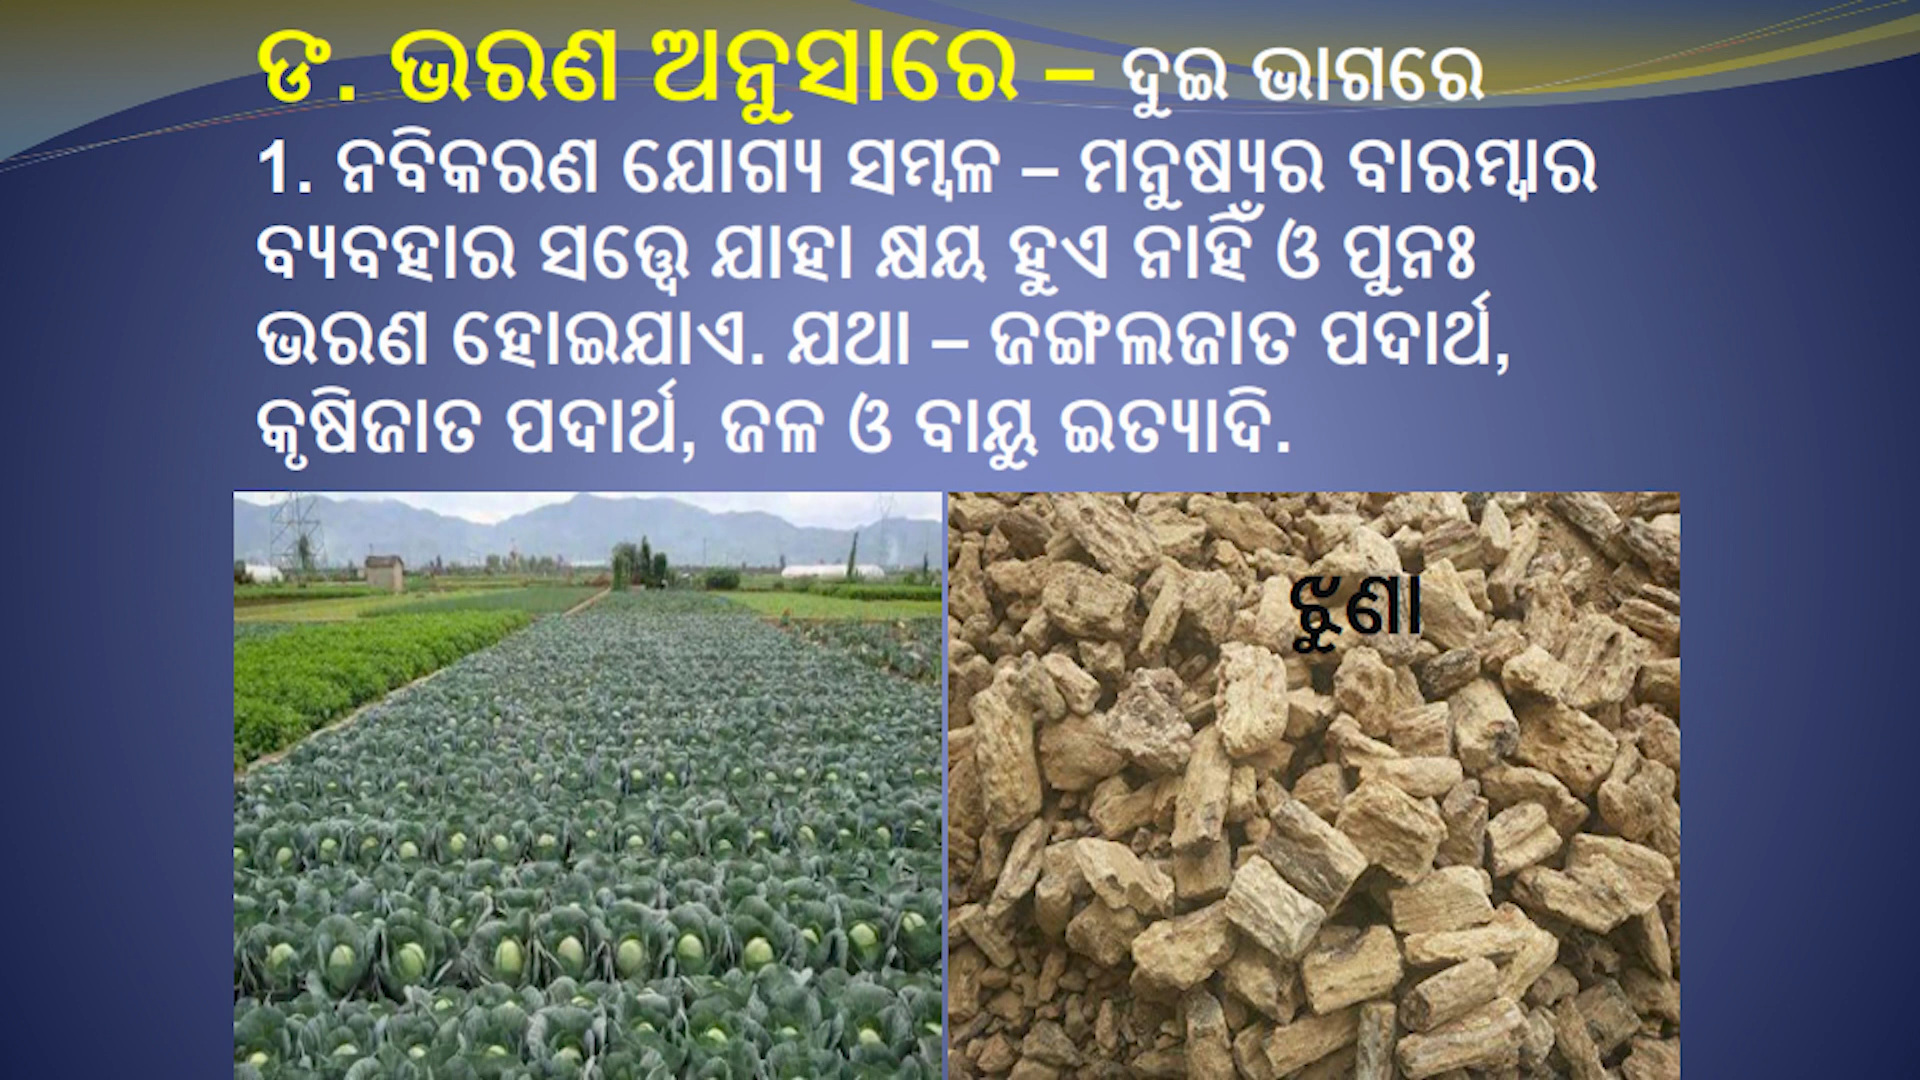 ଙ. ଭରଣ ଅନୁସାରେ – ଦୁଇ ଭାଗରେ
1. ନବିକରଣ ଯୋଗ୍ୟ ସମ୍ବଳ – ମନୁଷ୍ୟର ବାରମ୍ବାର
ବ୍ୟବହାର ସତ୍ତ୍ୱେ ଯାହା କ୍ଷୟ ହୁଏ ନାହିଁ ଓ ପୁନଃ
ଭରଣ ହୋଇଯାଏ. ଯଥା – ଜଙ୍ଗଲଜାତ ପଦାର୍ଥ,
କୃଷିଜାତ ପଦାର୍ଥ, ଜଳ ଓ ବାୟୁ ଇତ୍ୟାଦି.
ଝୁଣା